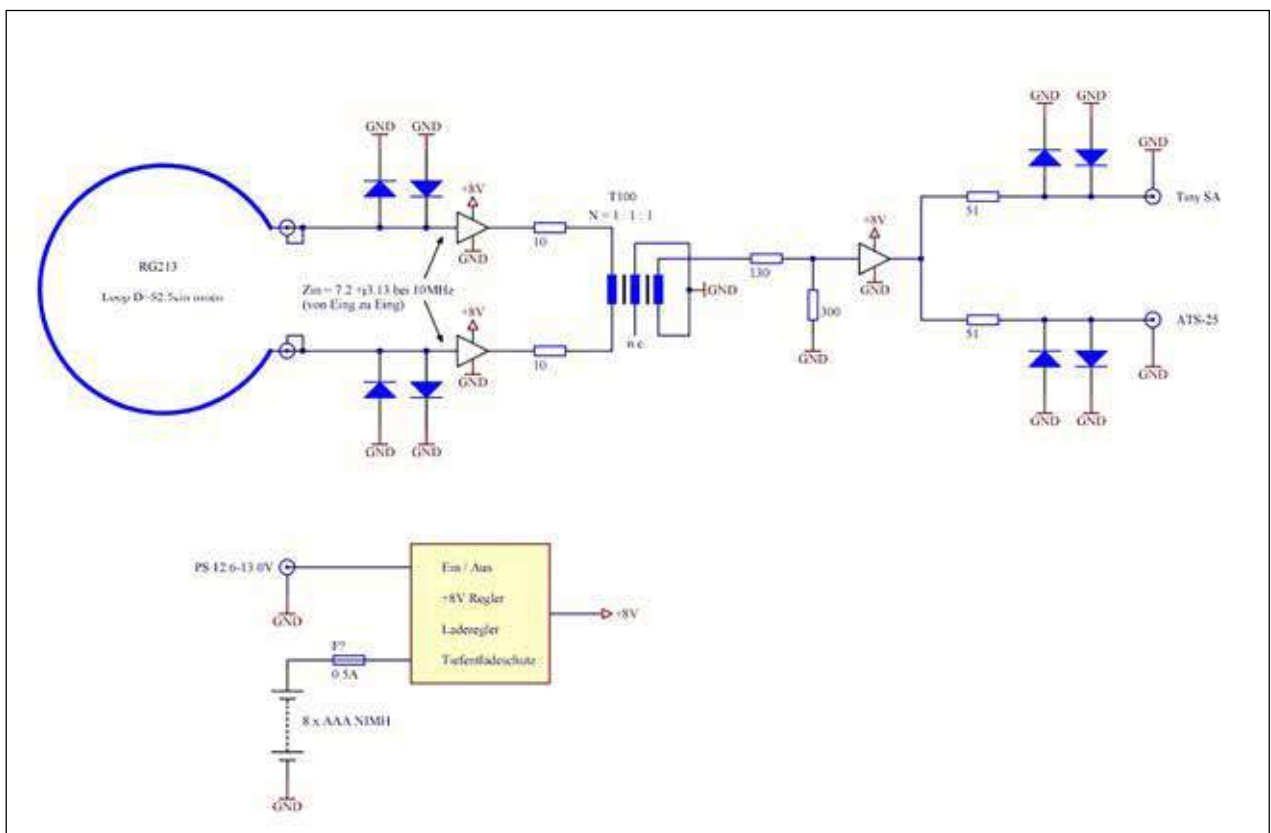 GND GND
+8V
GND
10
RG213
Loop D=52.5cm
Zin = 7.2 +j3.13 bei 10MHz
(von Eing zu Eing)
+8V
GND
10
GND GND
T100
N = 1 : 1 : 1
n c
GND
130
300
GND
+8V
GND
GND GND
GND
51
Tiny SA
51
ATS-25
GND GND
GND
PS 12 6-13 0V
GND
F?
0 5A
8 x AAA NIMH
GND
Ein / Aus
+8V Regler
Laderegler
Tiefentladeschutz
+8V